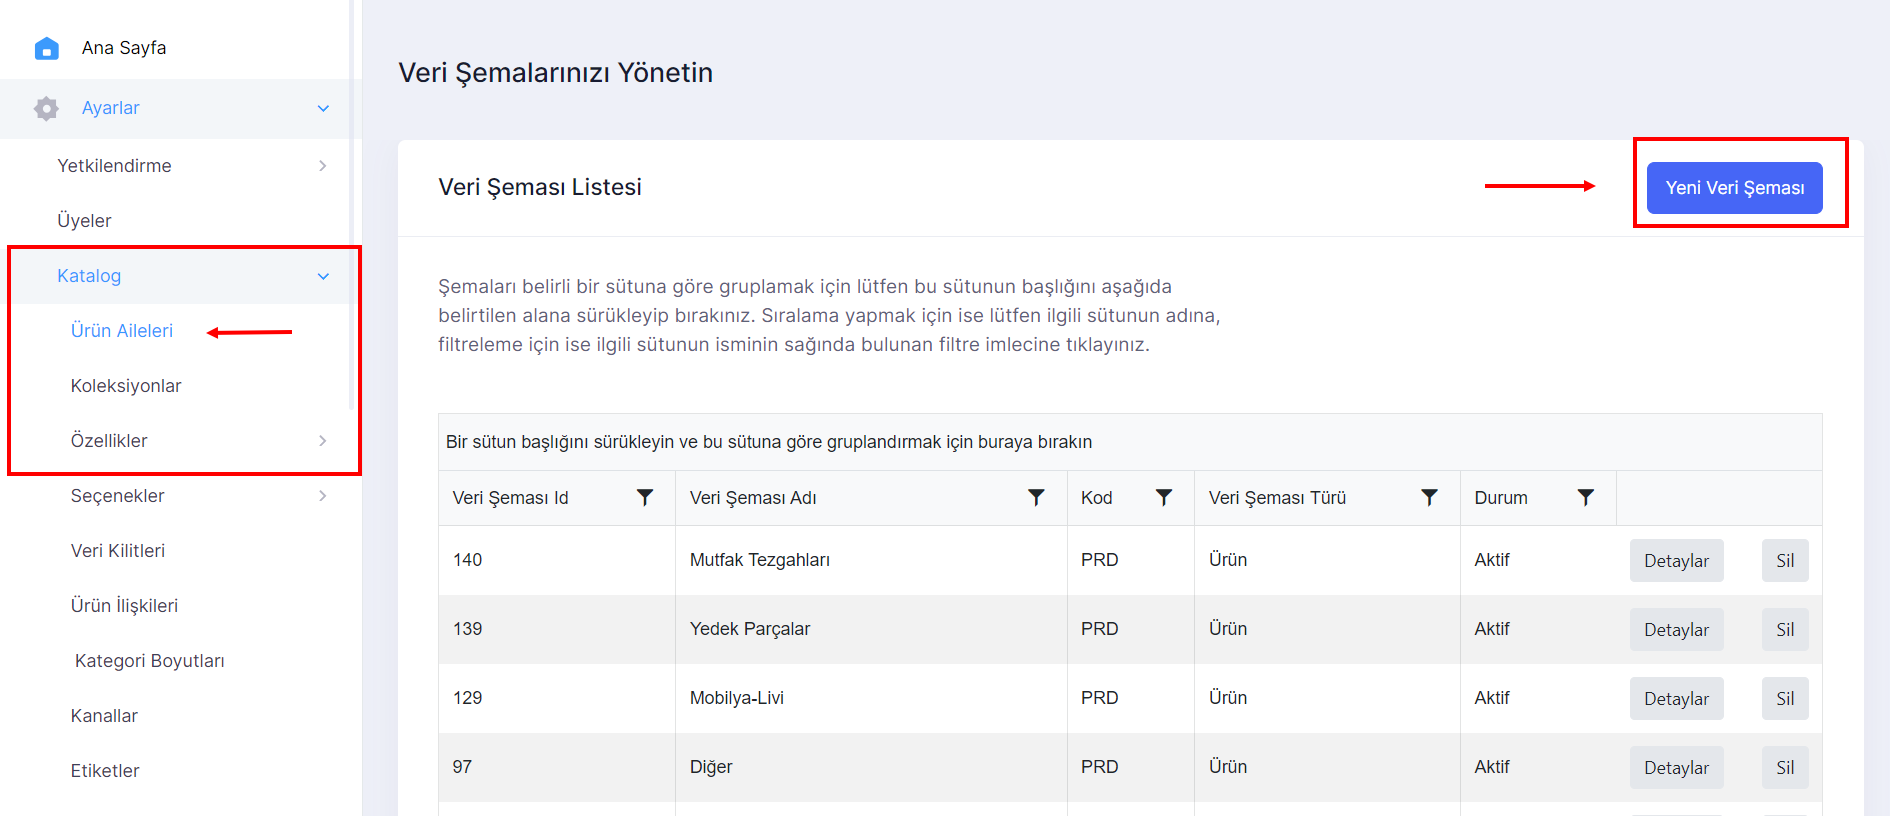 Ana Sayfa
Ayarlar
Yetkilendirme
Üyeler
Katalog
Ürün Aileleri
Koleksiyonlar
Özellikler
Seçenekler
Veri Kilitleri
Ürün İlişkileri
Kategori Boyutları
Kanallar
Etiketler
Veri Şemalarınızı Yönetin
Veri Şeması Listesi
Yeni Veri Şeması
Şemaları belirli bir sütuna göre gruplamak için lütfen bu sütunun başlığını aşağıda
belirtilen alana sürükleyip bırakınız. Sıralama yapmak için ise lütfen ilgili sütunun adına,
filtreleme için ise ilgili sütunun isminin sağında bulunan filtre imlecine tıklayınız.
Bir sütun başlığını sürükleyin ve bu sütuna göre gruplandırmak için buraya bırakın
Veri Şeması Id Veri Şeması Adı Kod Veri Şeması Türü Durum
140 Mutfak Tezgahları PRD Ürün Aktif Detaylar Sil
139 Yedek Parçalar PRD Ürün Aktif Detaylar Sil
129 Mobilya-Livi PRD Ürün Aktif Detaylar Sil
97 Diğer PRD Ürün Aktif Detaylar Sil